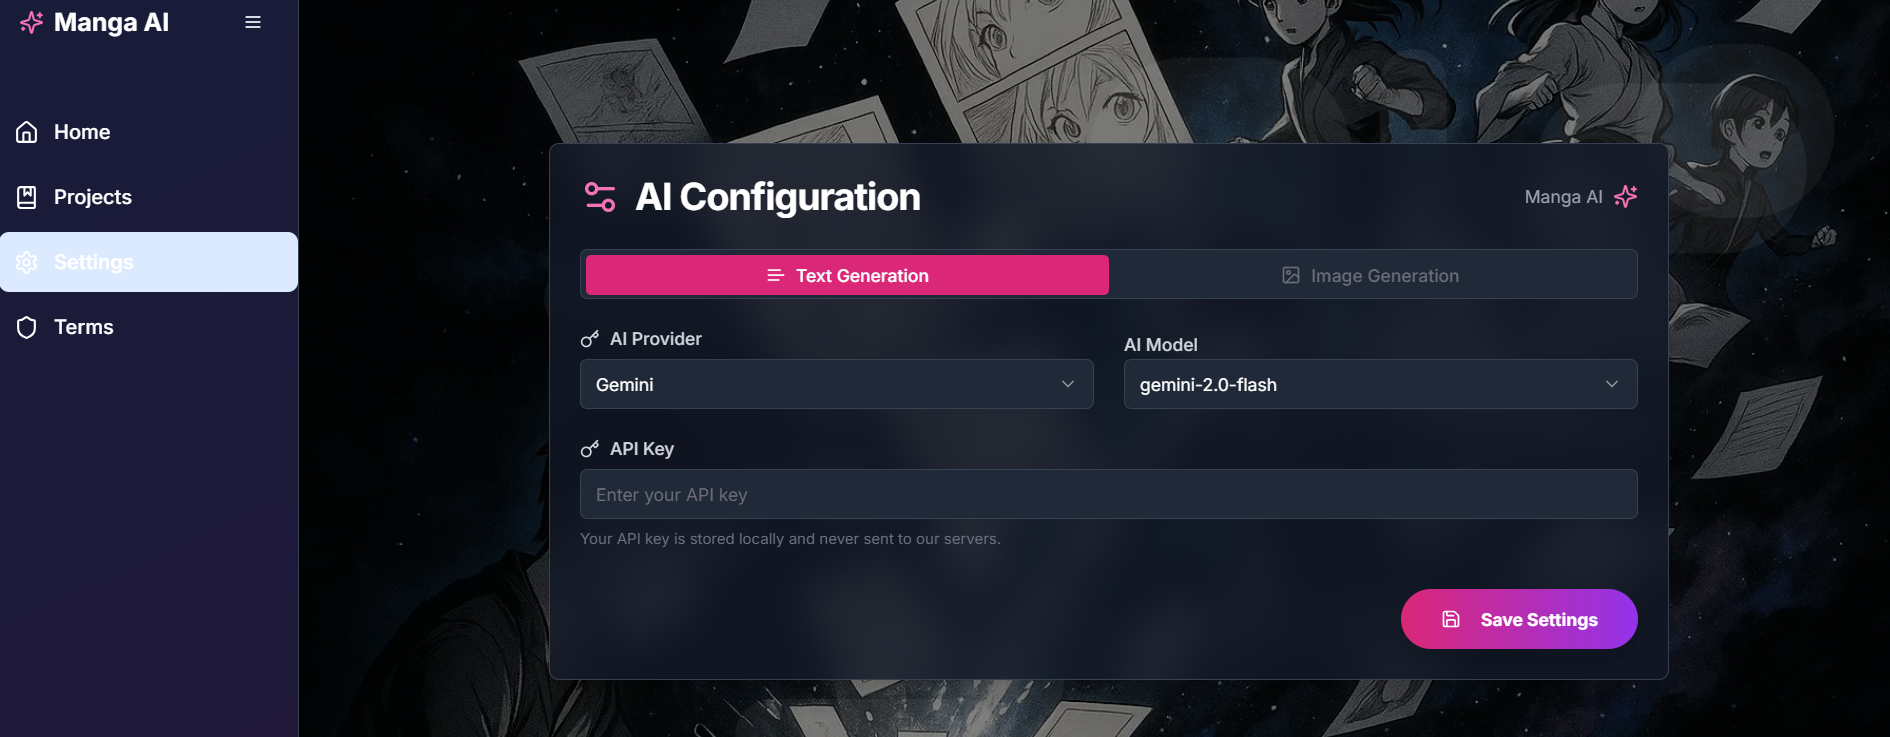 Manga AI
Home
Projects
Settings
Terms
AI Configuration
Manga AI
Text Generation
Image Generation
AI Provider
AI Model
Gemini
gemini-2.0-flash
API Key
Enter your API key
Your API key is stored locally and never sent to our servers.
Save Settings